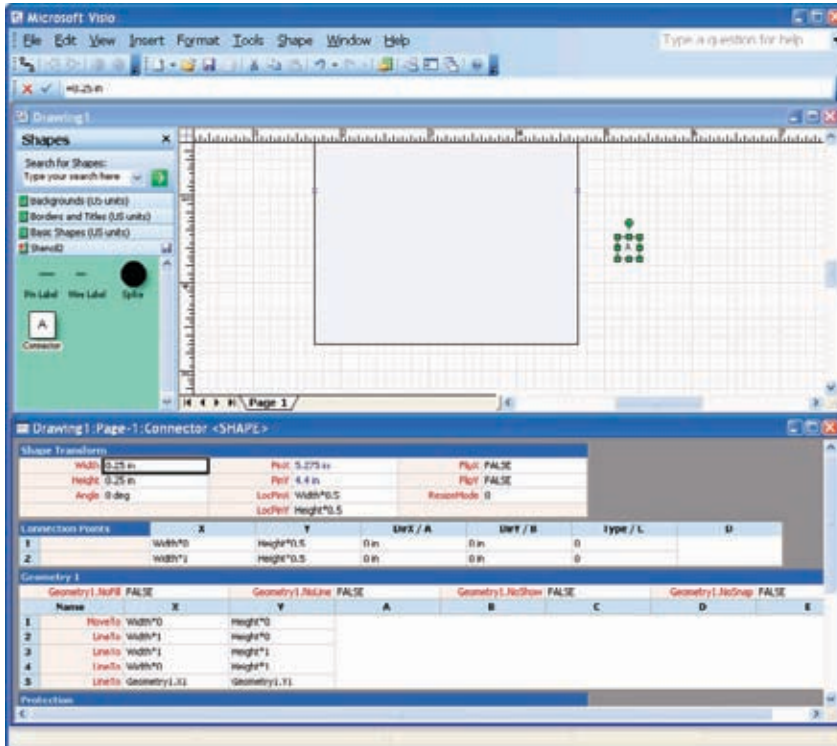 Microsoft Visio
File Edit View Insert Format Tools Shape Window Help
Type a question for help
=0.25 in
Drawing1
Shapes
Search for Shapes:
Type your search here
Backgrounds (US units)
Borders and Titles (US units)
Basic Shapes (US units)
Stencil2
Pin Label Wire Label Splice
A
Connector
A
Page 1
Drawing1:Page-1:Connector <SHAPE>
Shape Transform
Width 0.25 in PinX 5.275 in FlipX FALSE
Height 0.25 in PinY 4.4 in FlipY FALSE
Angle 0 deg LocPinX Width*0.5 ResizeMode 0
LocPinY Height*0.5
Connection Points X Y DirX / A DirY / B Type / C D
1 Width*0 Height*0.5 0 in 0 in 0
2 Width*1 Height*0.5 0 in 0 in 0
Geometry 1
Geometry1.NoFill FALSE Geometry1.NoLine FALSE Geometry1.NoShow FALSE Geometry1.NoSnap FALSE
Name X Y A B C D E
1 MoveTo Width*0 Height*0
2 LineTo Width*1 Height*0
3 LineTo Width*1 Height*1
4 LineTo Width*0 Height*1
5 LineTo Geometry1.X1 Geometry1.Y1
Protection